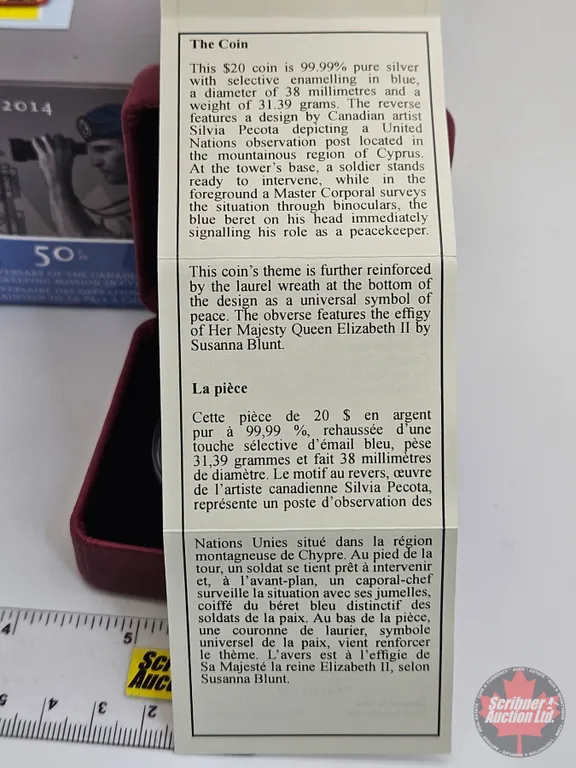 The Coin
This $20 coin is 99.99% pure silver
with selective enamelling in blue,
a diameter of 38 millimetres and a
weight of 31.39 grams. The reverse
features a design by Canadian artist
Silvia Pecota depicting a United
Nations observation post located in
the mountainous region of Cyprus.
At the tower's base, a soldier stands
ready to intervene, while in the
foreground a Master Corporal surveys
the situation through binoculars, the
blue beret on his head immediately
signalling his role as a peacekeeper.
This coin's theme is further reinforced
by the laurel wreath at the bottom of
the design as a universal symbol of
peace. The obverse features the effigy
of Her Majesty Queen Elizabeth II by
Susanna Blunt.
La pièce
Cette pièce de 20 $ en argent
pur à 99,99 %, rehaussée d'une
touche sélective d'émail bleu, pèse
31,39 grammes et fait 38 millimètres
de diamètre. Le motif au revers, œuvre
de l'artiste canadienne Silvia Pecota,
représente un poste d'observation des
Nations Unies situé dans la région
montagneuse de Chypre. Au pied de la
tour, un soldat se tient prêt à intervenir
et, à l'avant-plan, un caporal-chef
surveille la situation avec ses jumelles,
coiffé du béret bleu distinctif des
soldats de la paix. Au bas de la pièce,
une couronne de laurier, symbole
universel de la paix, vient renforcer
le thème. L'avers est à l'effigie de
Sa Majesté la reine Elizabeth II, selon
Susanna Blunt.
2014
50th
4 5
5 4 3 2
Scribner
Auction Ltd.